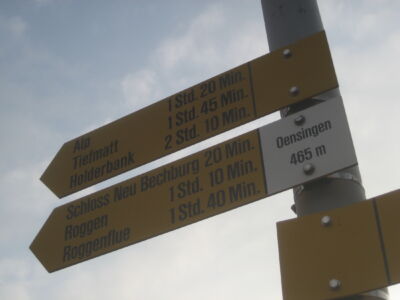 Alp 1 Std. 20 Min.
Tiefmatt 1 Std. 45 Min.
Holderbank 2 Std. 10 Min.
Schloss Neu Bechburg 20 Min.
Roggen 1 Std. 10 Min.
Roggenflue 1 Std. 40 Min.
Oensingen
465 m